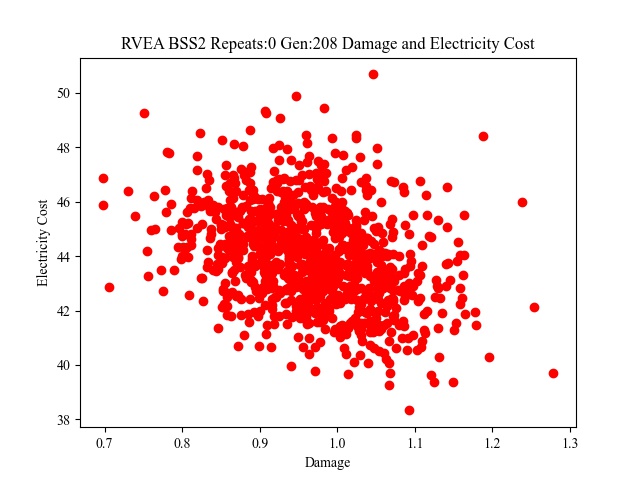 RVEA BSS2 Repeats:0 Gen:208 Damage and Electricity Cost
50
48
46
44
42
40
38
Electricity Cost
0.7 0.8 0.9 1.0 1.1 1.2 1.3
Damage